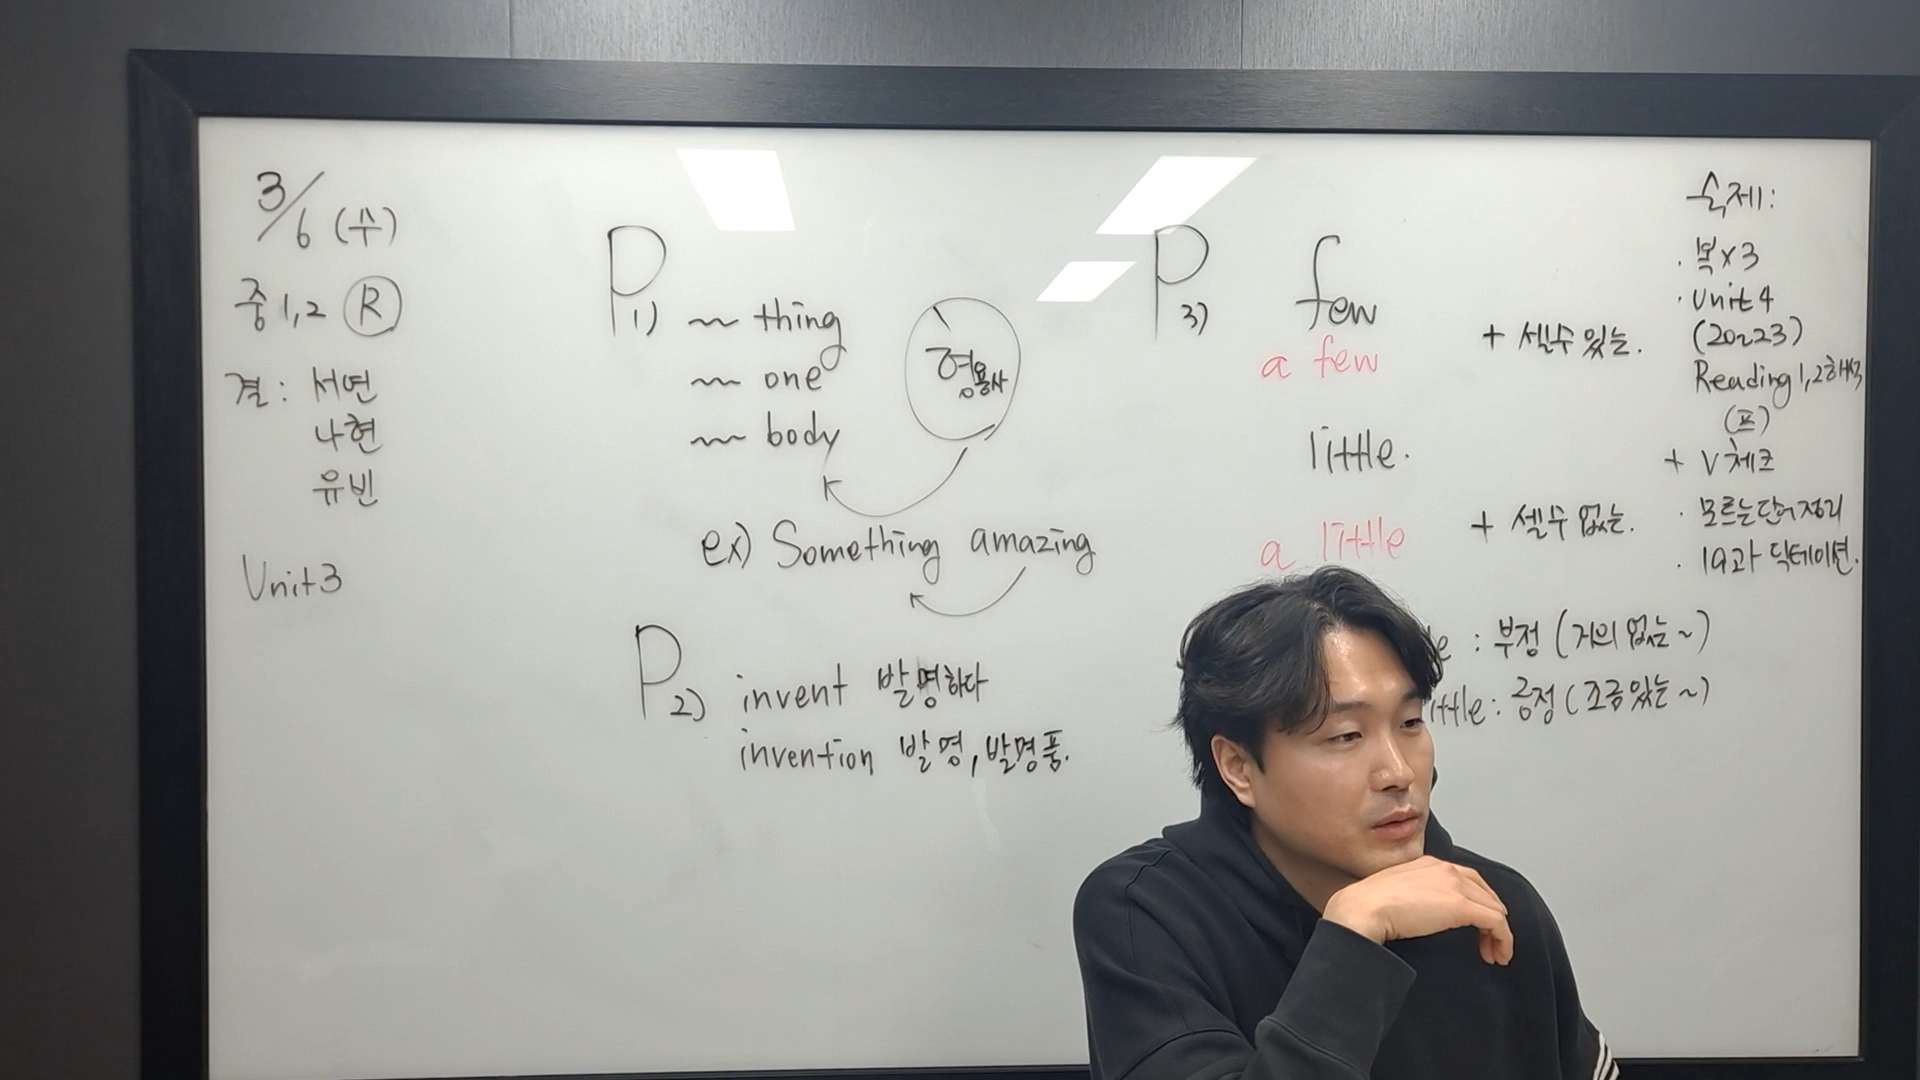 3/6 (수)
중1,2 Ⓡ
결: 서연
나현
유빈
Unit3
P1) ~ thing
~ one
~ body
형용사
ex) Something amazing
P2) invent 발명하다
invention 발명, 발명품.
P3) few
a few
+ 셀수 있는.
little.
a little
+ 셀수 없는.
: 부정 (거의 없는~)
ittle: 긍정 (조금있는~)
숙제:
· 복x3
· Unit 4
(20~23)
Reading1,2해석
(프)
+ V체크
· 모르는단어정리
· 19과 딕테이션.